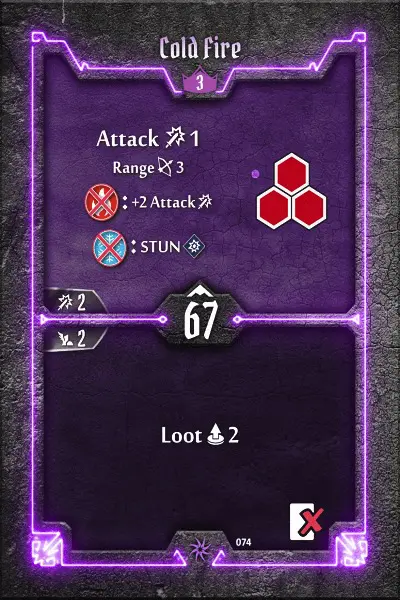 Cold Fire
3
Attack 1
Range 3
: +2 Attack
: STUN
2
67
2
Loot 2
074